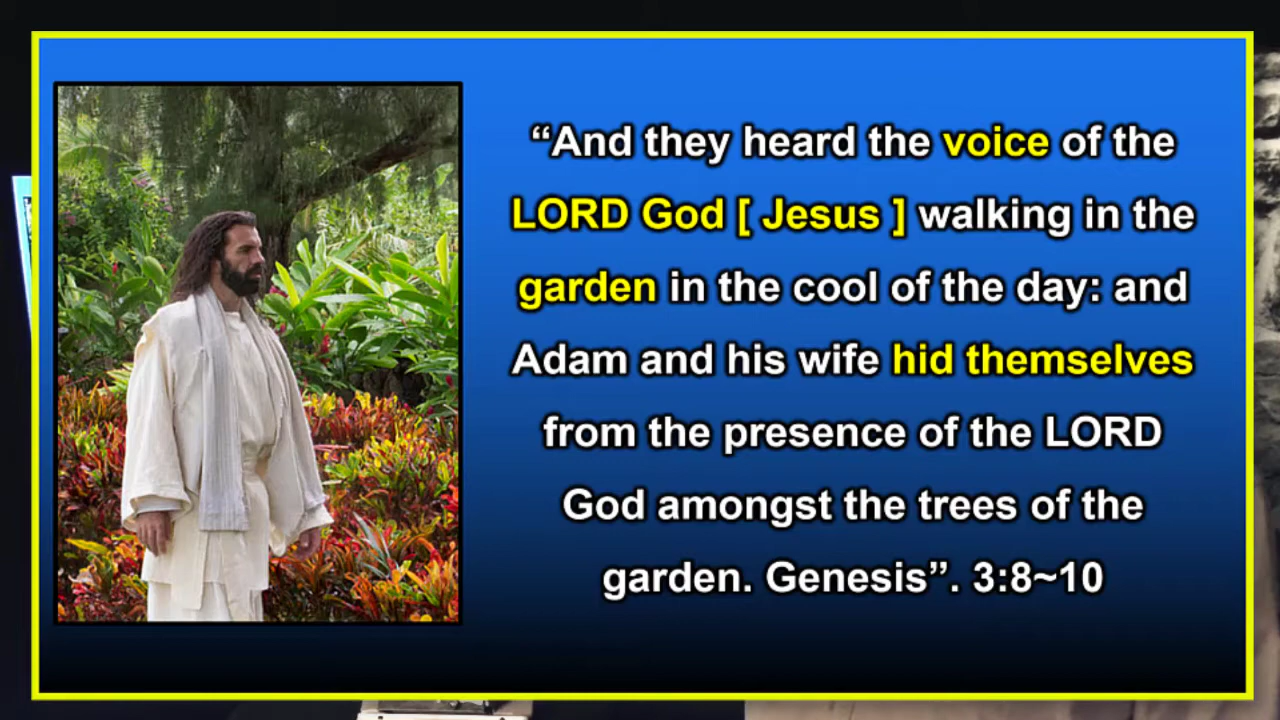 “And they heard the voice of the
LORD God [ Jesus ] walking in the
garden in the cool of the day: and
Adam and his wife hid themselves
from the presence of the LORD
God amongst the trees of the
garden. Genesis”. 3:8~10